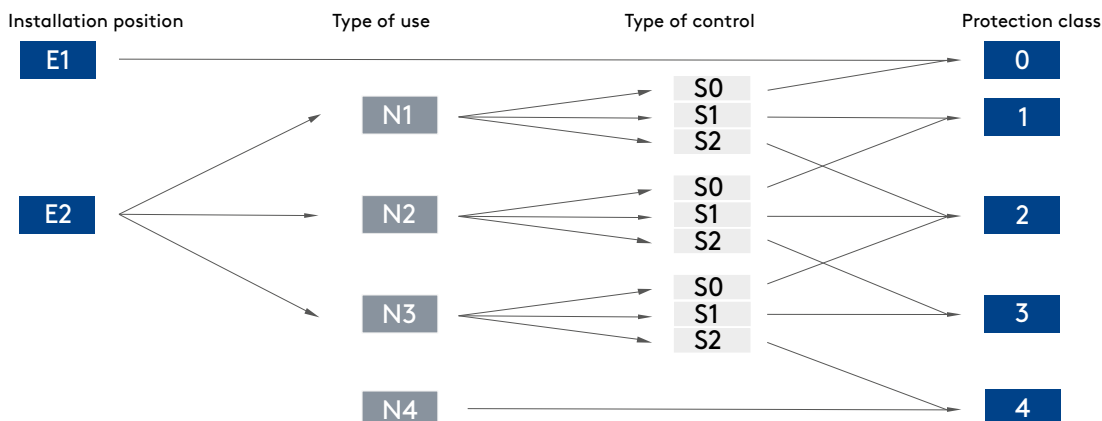 Installation position Type of use Type of control Protection class
E1 0
S0
N1 S1 1
S2
S0
E2 N2 S1 2
S2
S0
N3 S1 3
S2
N4 4